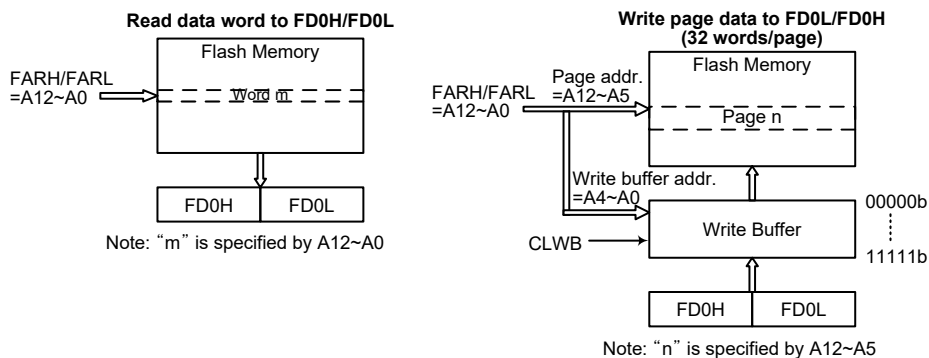 Read data word to FD0H/FD0L
Flash Memory
FARH/FARL
=A12~A0
Word m
FD0H
FD0L
Note: “m” is specified by A12~A0
Write page data to FD0L/FD0H
(32 words/page)
Flash Memory
Page addr.
=A12~A5
FARH/FARL
=A12~A0
Page n
Write buffer addr.
=A4~A0
00000b
Write Buffer
CLWB
11111b
FD0H
FD0L
Note: “n” is specified by A12~A5